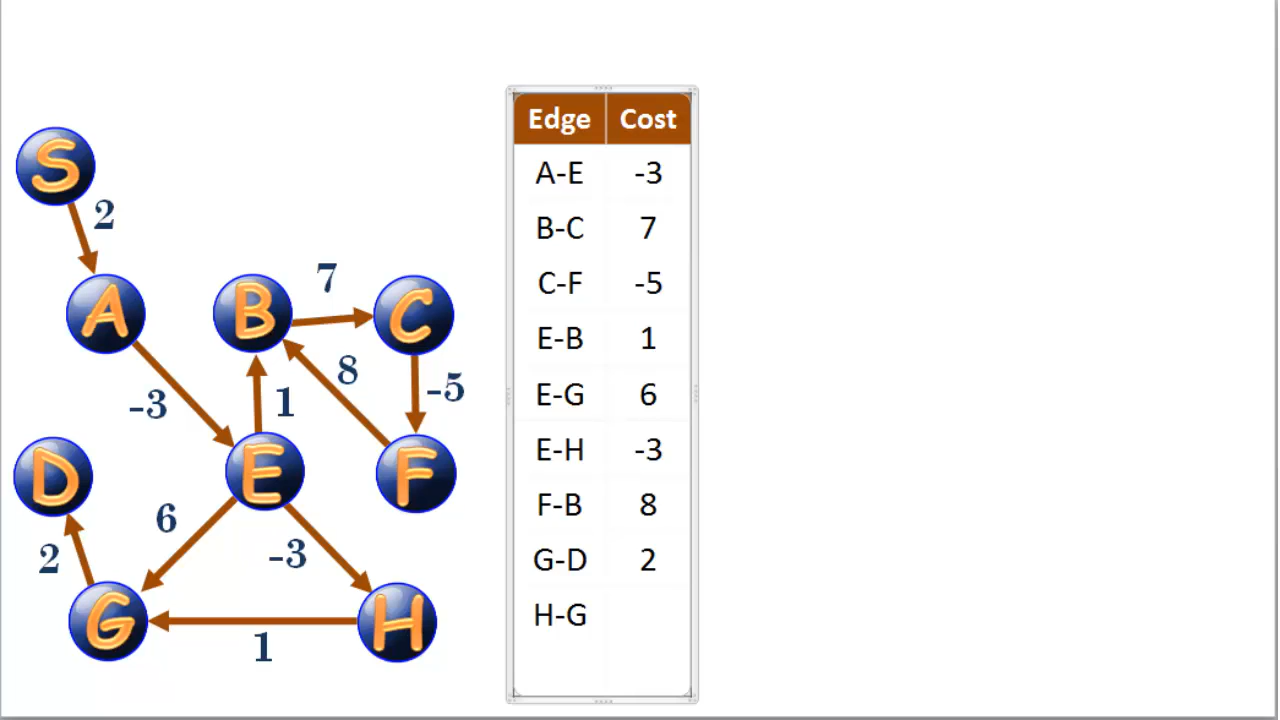 S
2
A
B
7
C
-3
1
8
-5
D
E
F
2
6
-3
G
1
H
Edge Cost
A-E -3
B-C 7
C-F -5
E-B 1
E-G 6
E-H -3
F-B 8
G-D 2
H-G